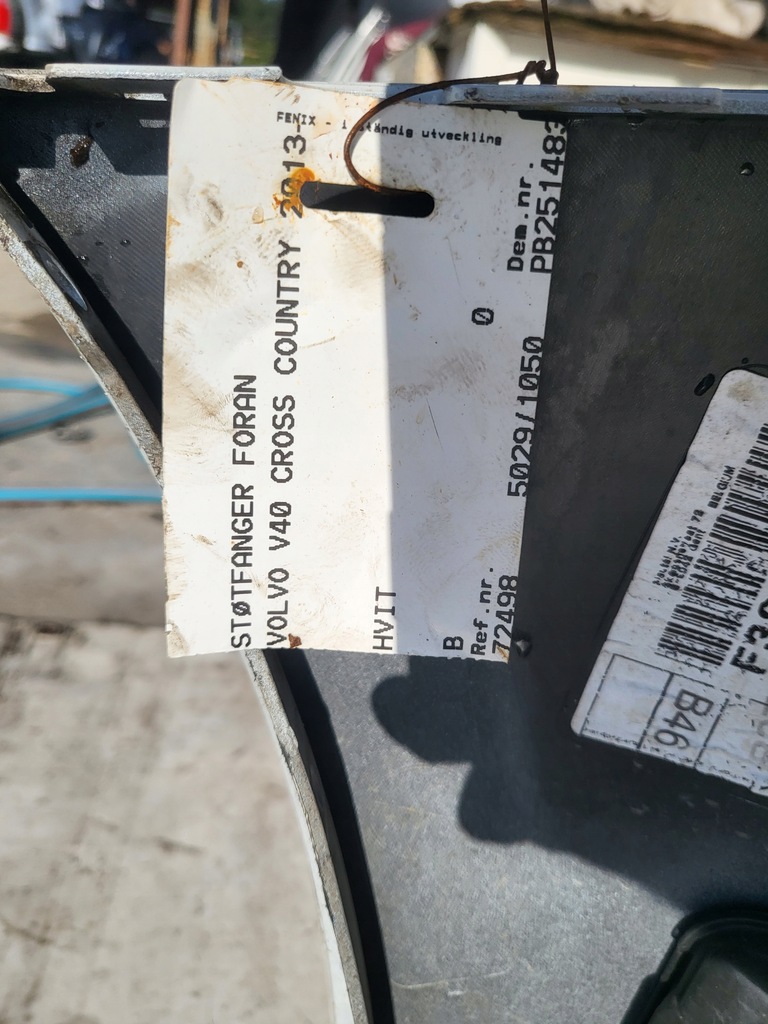 FENIX - i ständig utveckling
STØTFANGER FORAN
VOLVO V40 CROSS COUNTRY 2013-
HVIT
B 0
Ref.nr. Dem.nr.
72498 5029/1050 PB251483
B46